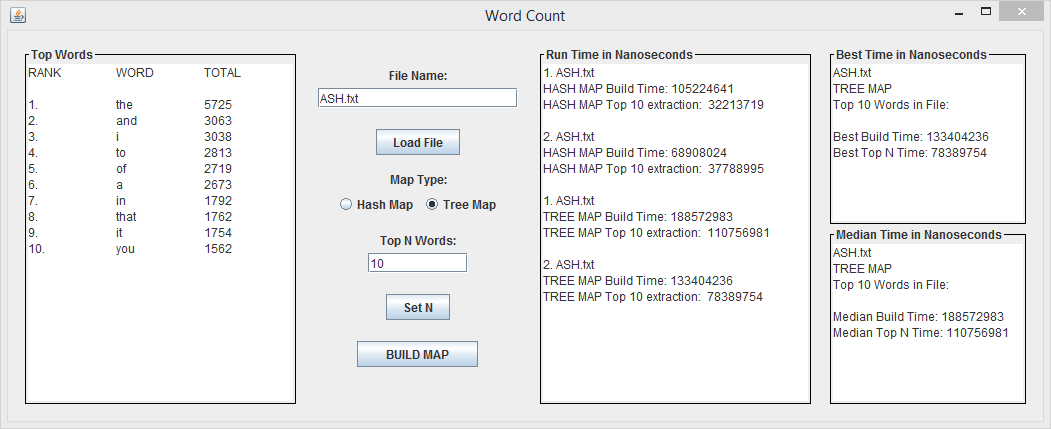 Word Count
Top Words
RANK WORD TOTAL
1. the 5725
2. and 3063
3. i 3038
4. to 2813
5. of 2719
6. a 2673
7. in 1792
8. that 1762
9. it 1754
10. you 1562
File Name:
ASH.txt
Load File
Map Type:
Hash Map Tree Map
Top N Words:
10
Set N
BUILD MAP
Run Time in Nanoseconds
1. ASH.txt
HASH MAP Build Time: 105224641
HASH MAP Top 10 extraction: 32213719
2. ASH.txt
HASH MAP Build Time: 68908024
HASH MAP Top 10 extraction: 37788995
1. ASH.txt
TREE MAP Build Time: 188572983
TREE MAP Top 10 extraction: 110756981
2. ASH.txt
TREE MAP Build Time: 133404236
TREE MAP Top 10 extraction: 78389754
Best Time in Nanoseconds
ASH.txt
TREE MAP
Top 10 Words in File:
Best Build Time: 133404236
Best Top N Time: 78389754
Median Time in Nanoseconds
ASH.txt
TREE MAP
Top 10 Words in File:
Median Build Time: 188572983
Median Top N Time: 110756981